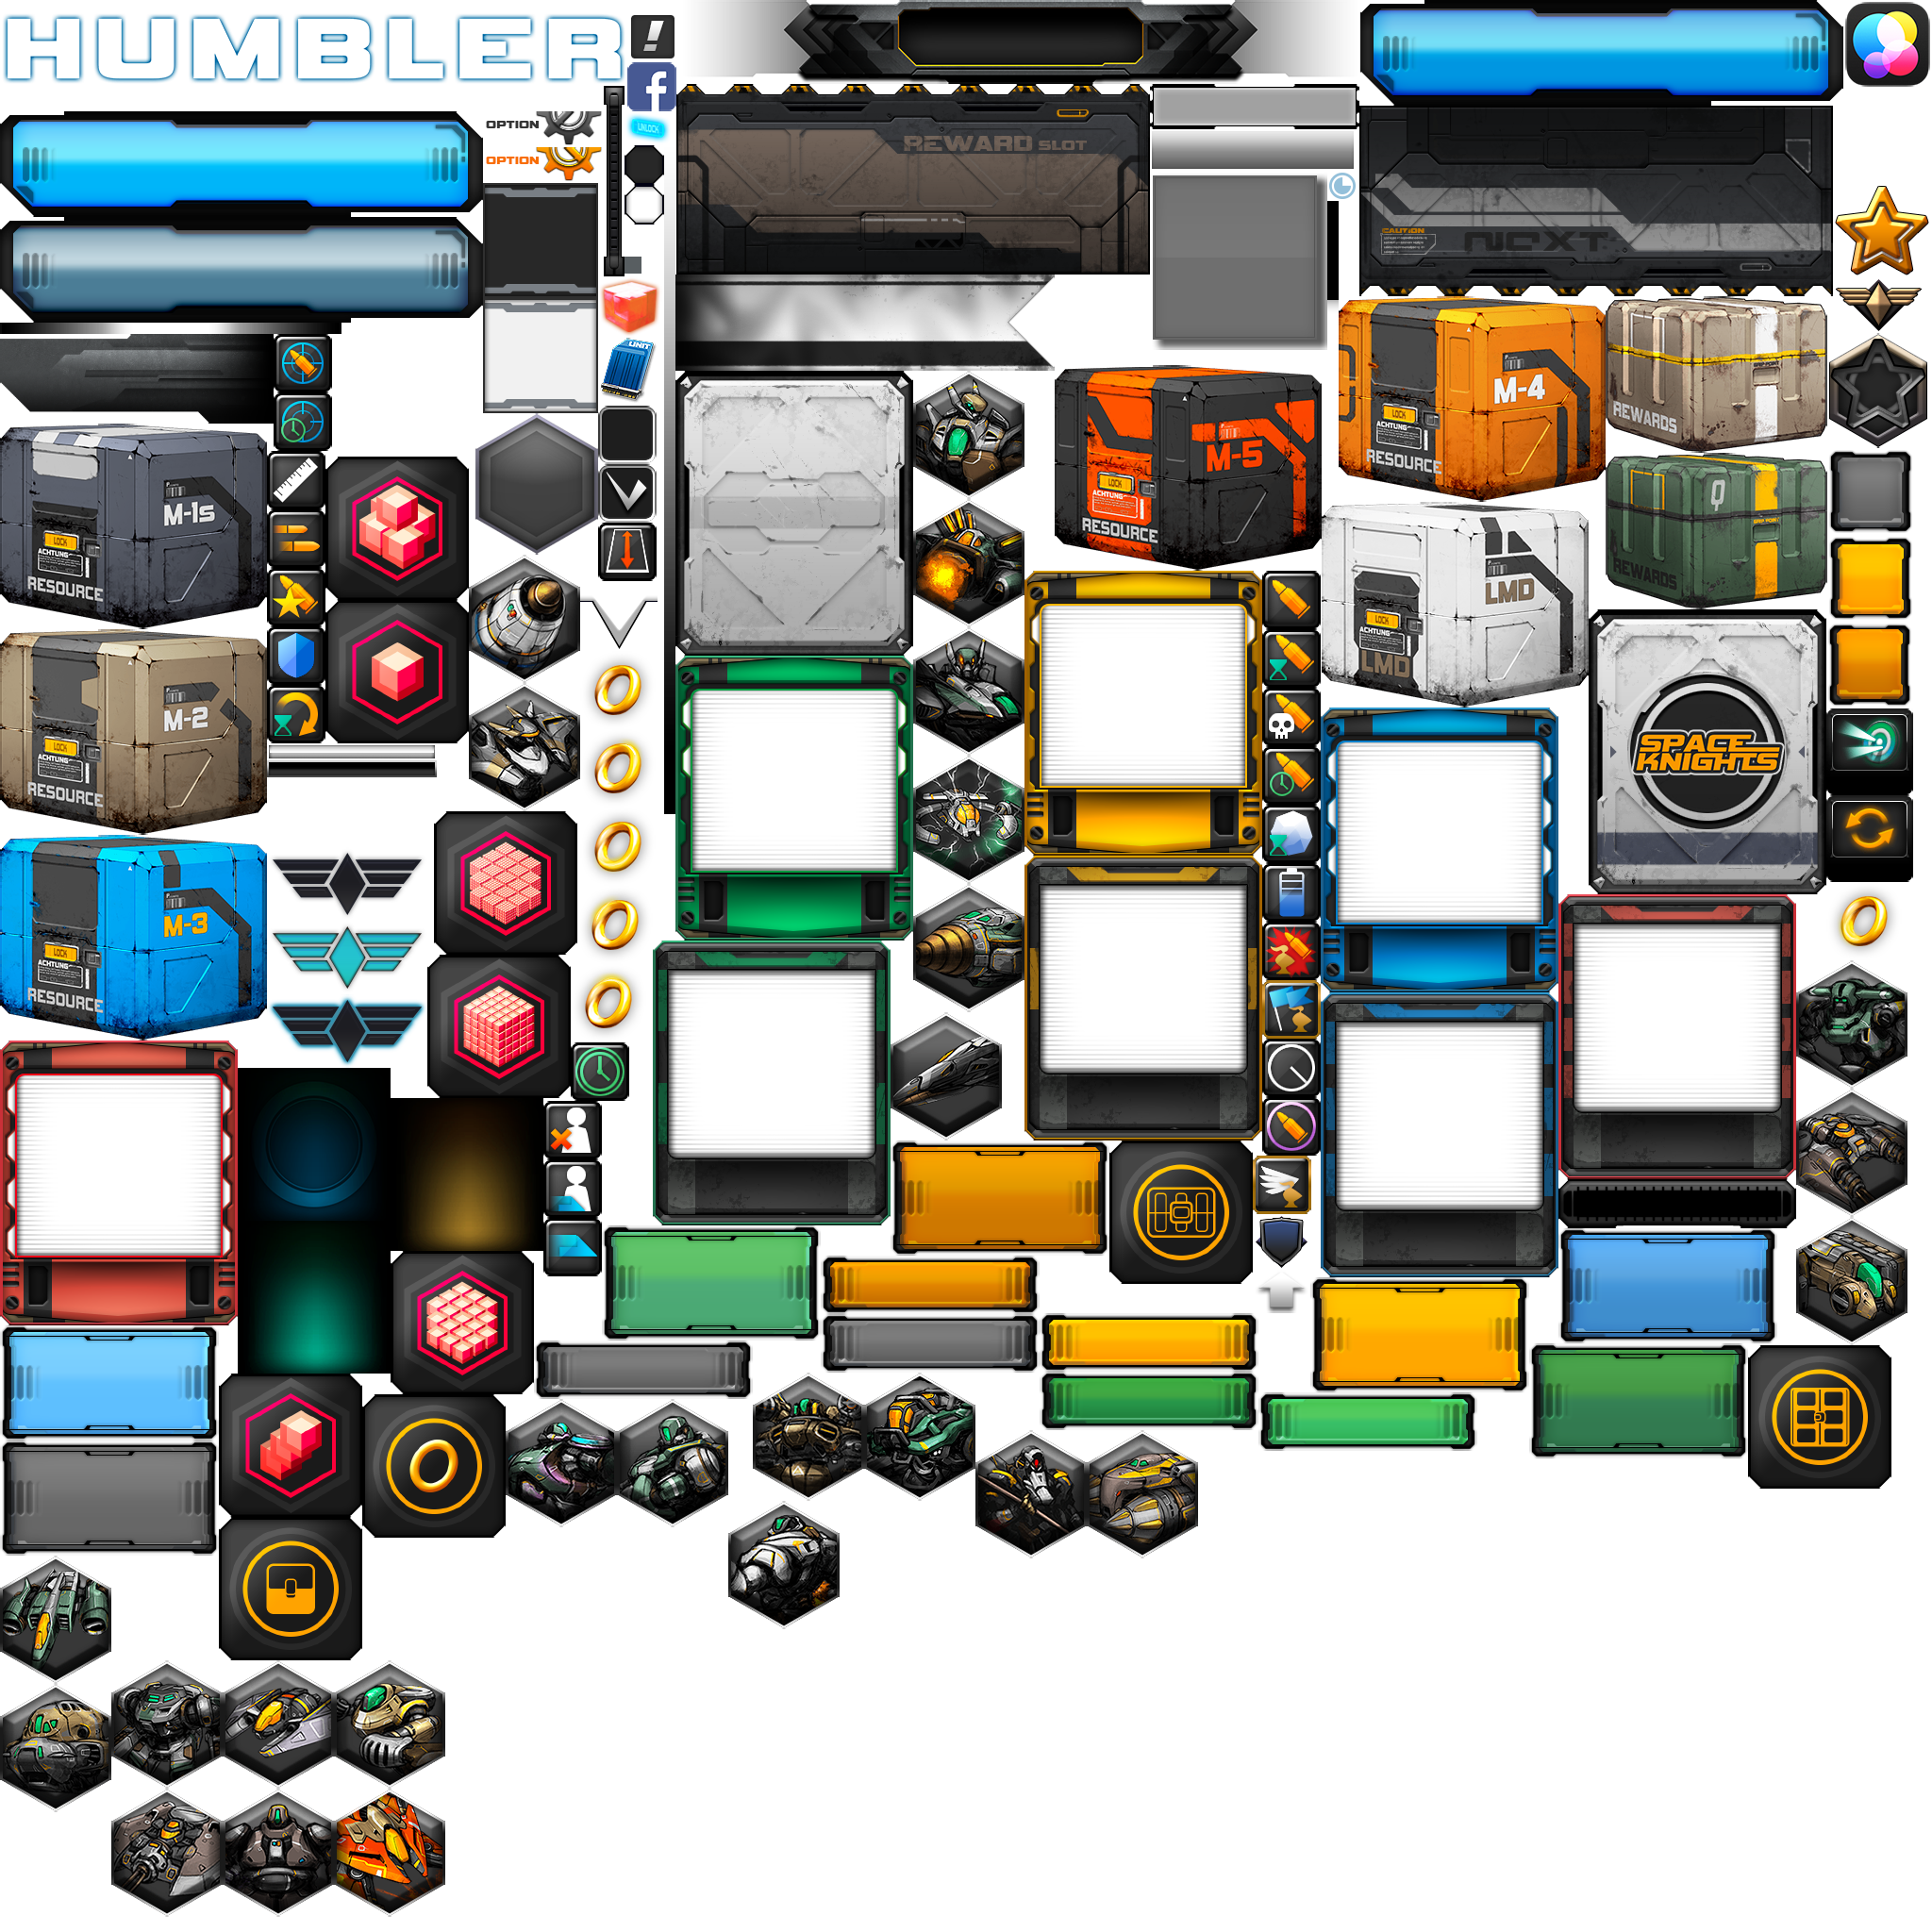 HUMBLER
!
f
OPTION
OPTION
UNLOCK
REWARD SLOT
CAUTION
NEXT
UNIT
M-1s
LOCK
ACHTUNG
RESOURCE
M-2
LOCK
ACHTUNG
RESOURCE
M-3
LOCK
ACHTUNG
RESOURCE
M-5
LOCK
ACHTUNG
RESOURCE
M-4
LOCK
ACHTUNG
RESOURCE
LMD
LOCK
ACHTUNG
LMD
REWARDS
Q
REWARDS
SPACE
KNIGHTS